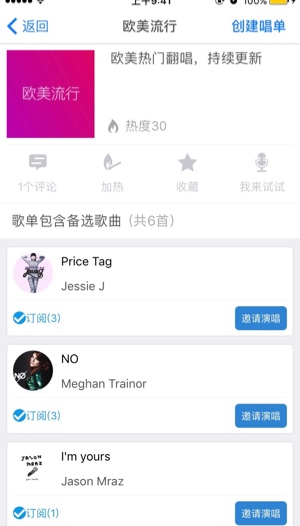 上午9:41
100%
返回
欧美流行
创建唱单
欧美流行
欧美热门翻唱，持续更新
热度30
1个评论
加热
收藏
我来试试
歌单包含备选歌曲（共6首）
Price Tag
Jessie J
订阅(3)
邀请演唱
NO
Meghan Trainor
NO
订阅(3)
邀请演唱
I'm yours
JASON
MRAZ
Jason Mraz
订阅(1)
邀请演唱